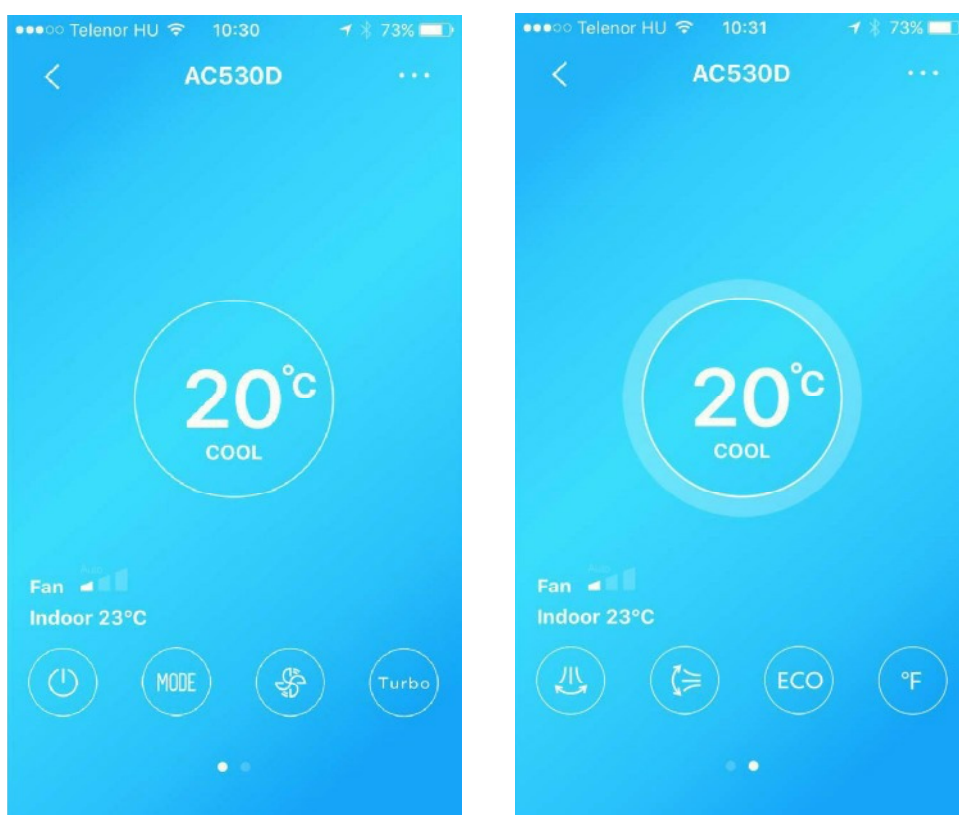 Telenor HU 10:30 73%
AC530D
20°C
COOL
Auto
Fan
Indoor 23°C
MODE
Turbo
Telenor HU 10:31 73%
AC530D
20°C
COOL
Auto
Fan
Indoor 23°C
ECO
°F